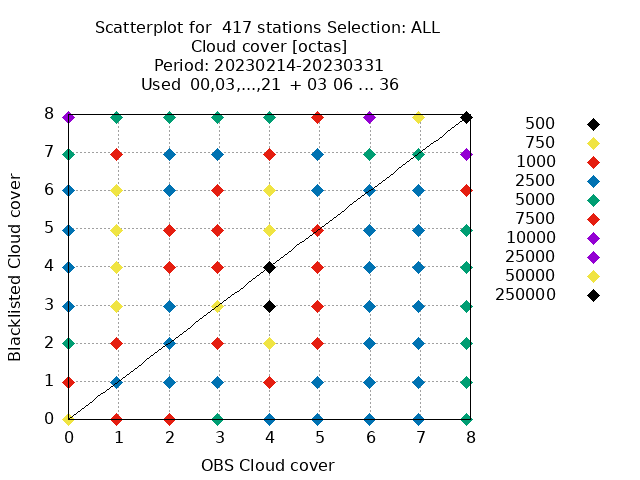 Scatterplot for  417 stations Selection: ALL
Cloud cover [octas]
Period: 20230214-20230331
Used  00,03,...,21  + 03 06 ... 36
8
7
6
5
4
3
2
1
0
Blacklisted Cloud cover
0 1 2 3 4 5 6 7 8
OBS Cloud cover
500
750
1000
2500
5000
7500
10000
25000
50000
250000